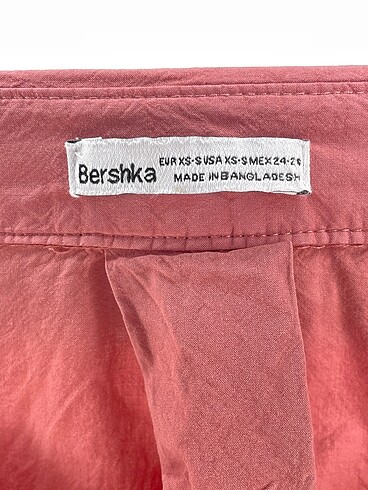 Bershka
EUR XS-S USA XS-S MEX 24-26
MADE IN BANGLADESH